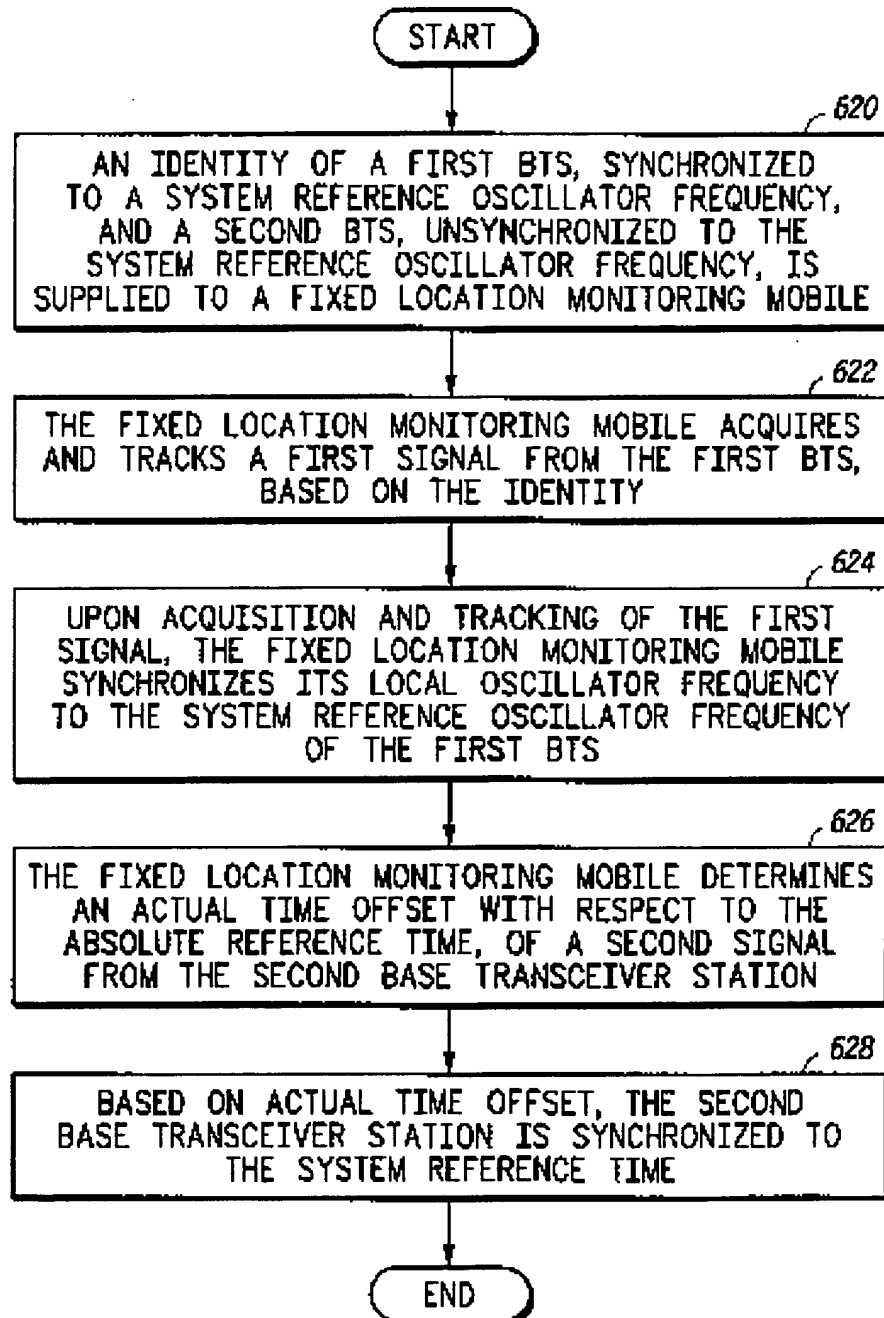 START
620
AN IDENTITY OF A FIRST BTS, SYNCHRONIZED
TO A SYSTEM REFERENCE OSCILLATOR FREQUENCY,
AND A SECOND BTS, UNSYNCHRONIZED TO THE
SYSTEM REFERENCE OSCILLATOR FREQUENCY, IS
SUPPLIED TO A FIXED LOCATION MONITORING MOBILE
622
THE FIXED LOCATION MONITORING MOBILE ACQUIRES
AND TRACKS A FIRST SIGNAL FROM THE FIRST BTS,
BASED ON THE IDENTITY
624
UPON ACQUISITION AND TRACKING OF THE FIRST
SIGNAL, THE FIXED LOCATION MONITORING MOBILE
SYNCHRONIZES ITS LOCAL OSCILLATOR FREQUENCY
TO THE SYSTEM REFERENCE OSCILLATOR FREQUENCY
OF THE FIRST BTS
626
THE FIXED LOCATION MONITORING MOBILE DETERMINES
AN ACTUAL TIME OFFSET WITH RESPECT TO THE
ABSOLUTE REFERENCE TIME, OF A SECOND SIGNAL
FROM THE SECOND BASE TRANSCEIVER STATION
628
BASED ON ACTUAL TIME OFFSET, THE SECOND
BASE TRANSCEIVER STATION IS SYNCHRONIZED TO
THE SYSTEM REFERENCE TIME
END